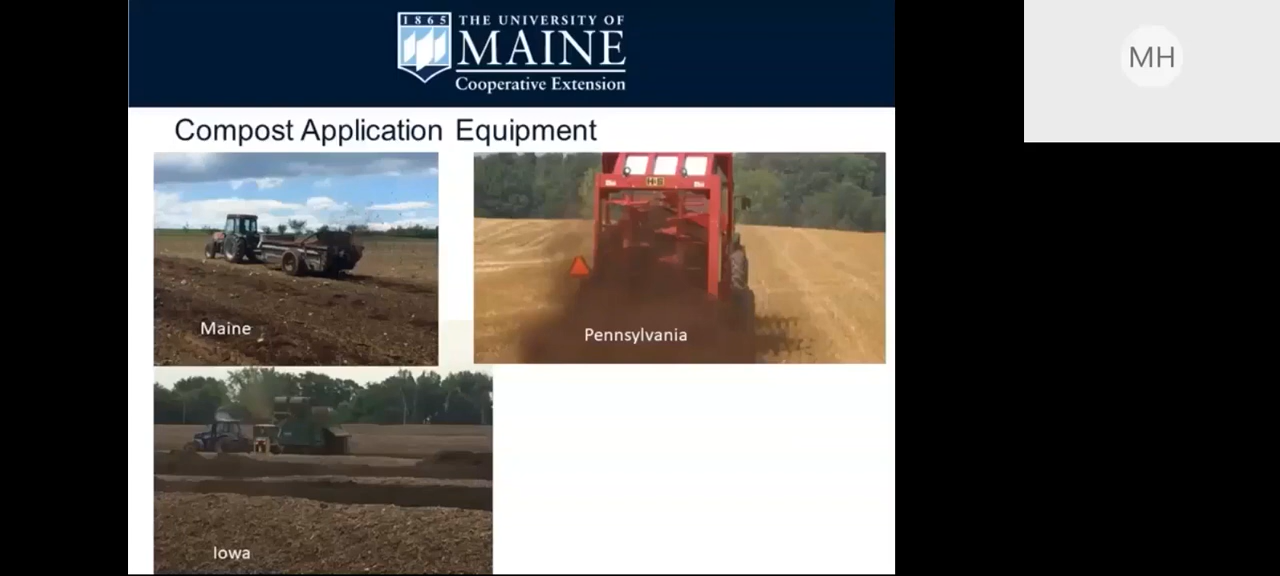 1865
THE UNIVERSITY OF
MAINE
Cooperative Extension
MH
Compost Application Equipment
H&S
Maine
Pennsylvania
Iowa